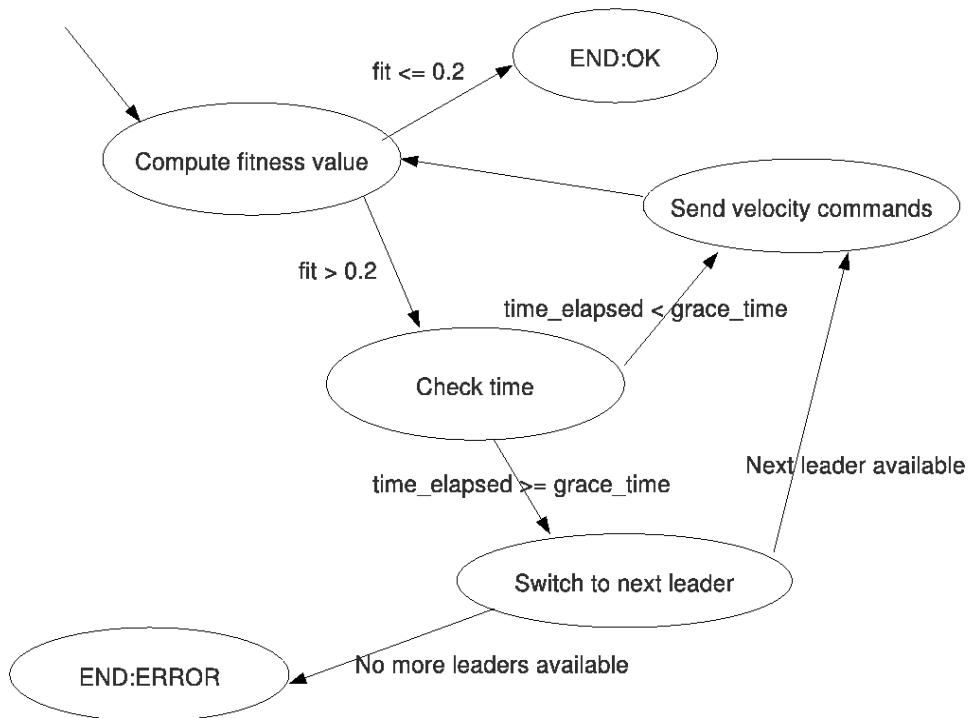 END:OK
fit <= 0.2
Compute fitness value
Send velocity commands
fit > 0.2
time_elapsed < grace_time
Check time
Next leader available
time_elapsed >= grace_time
Switch to next leader
No more leaders available
END:ERROR